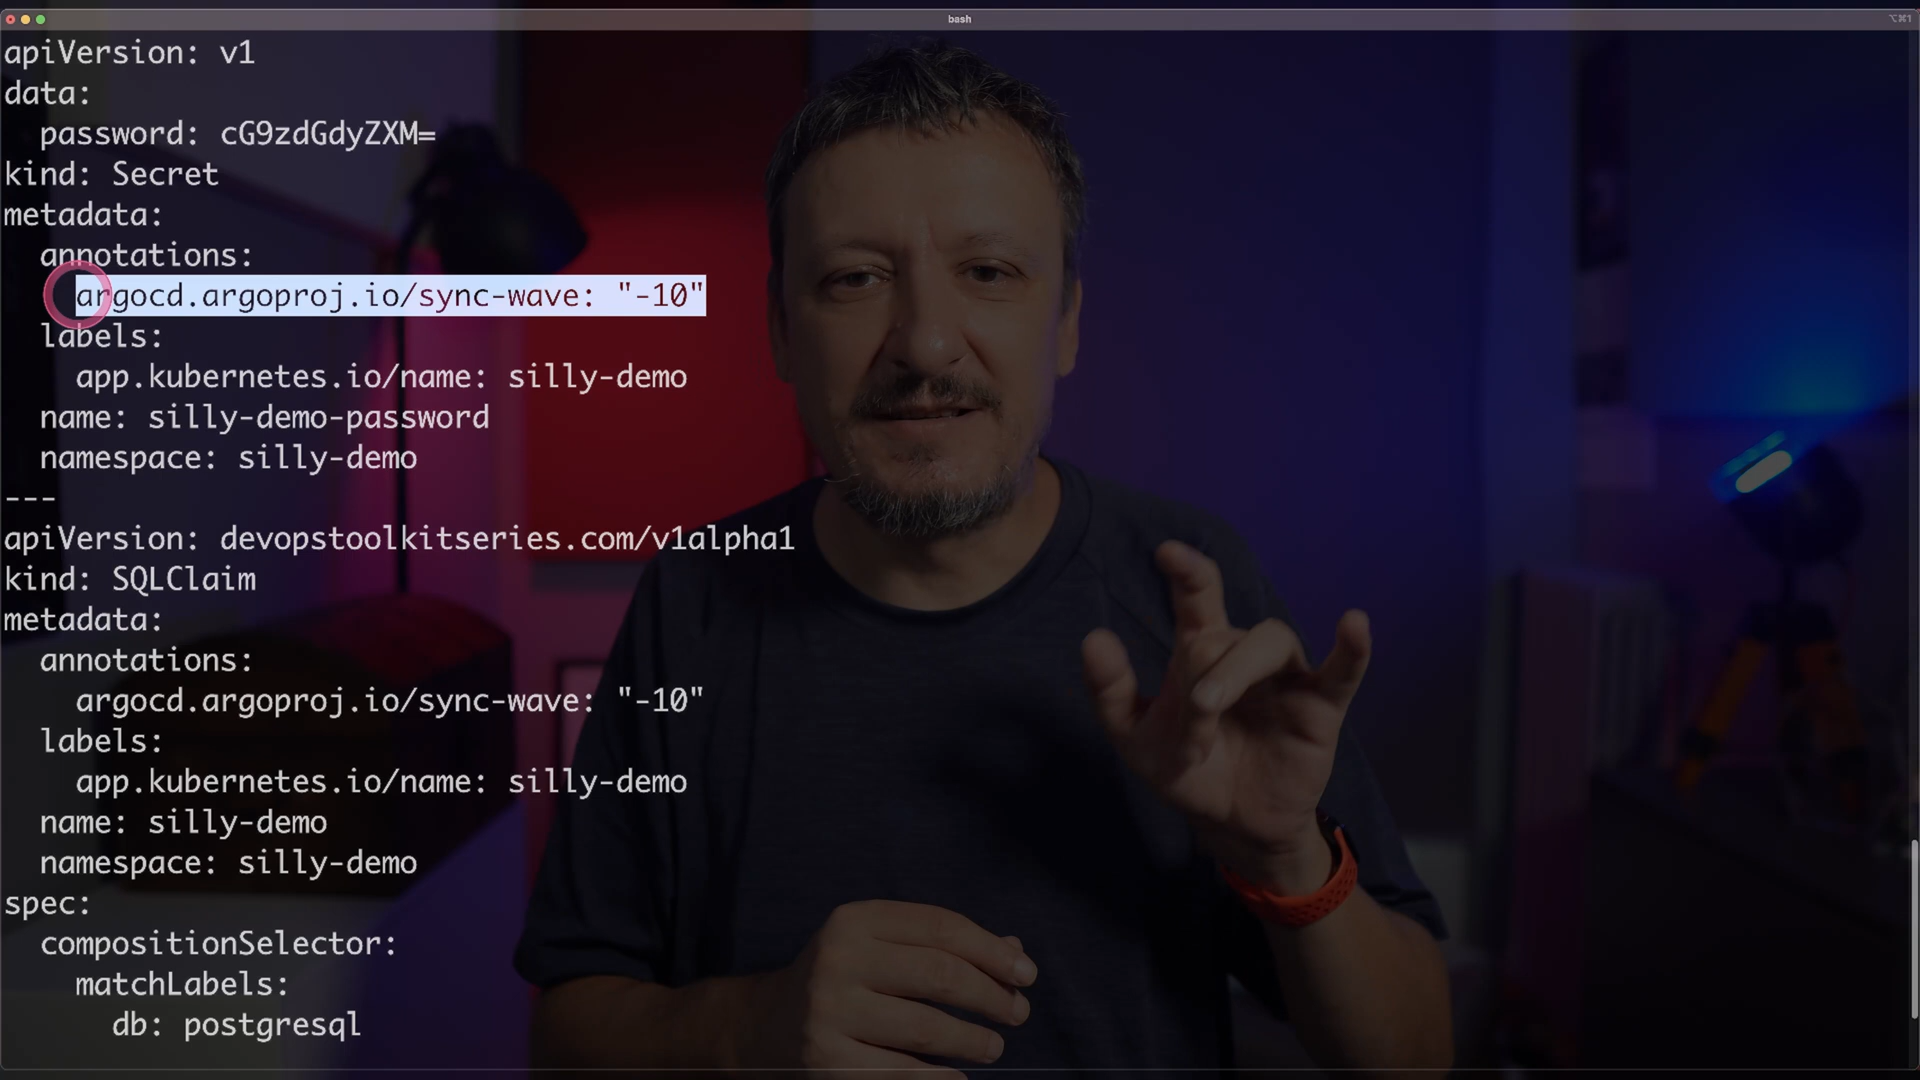 bash
⌥⌘1
apiVersion: v1
data:
  password: cG9zdGdyZXM=
kind: Secret
metadata:
  annotations:
    argocd.argoproj.io/sync-wave: "-10"
  labels:
    app.kubernetes.io/name: silly-demo
  name: silly-demo-password
  namespace: silly-demo
---
apiVersion: devopstoolkitseries.com/v1alpha1
kind: SQLClaim
metadata:
  annotations:
    argocd.argoproj.io/sync-wave: "-10"
  labels:
    app.kubernetes.io/name: silly-demo
  name: silly-demo
  namespace: silly-demo
spec:
  compositionSelector:
    matchLabels:
      db: postgresql